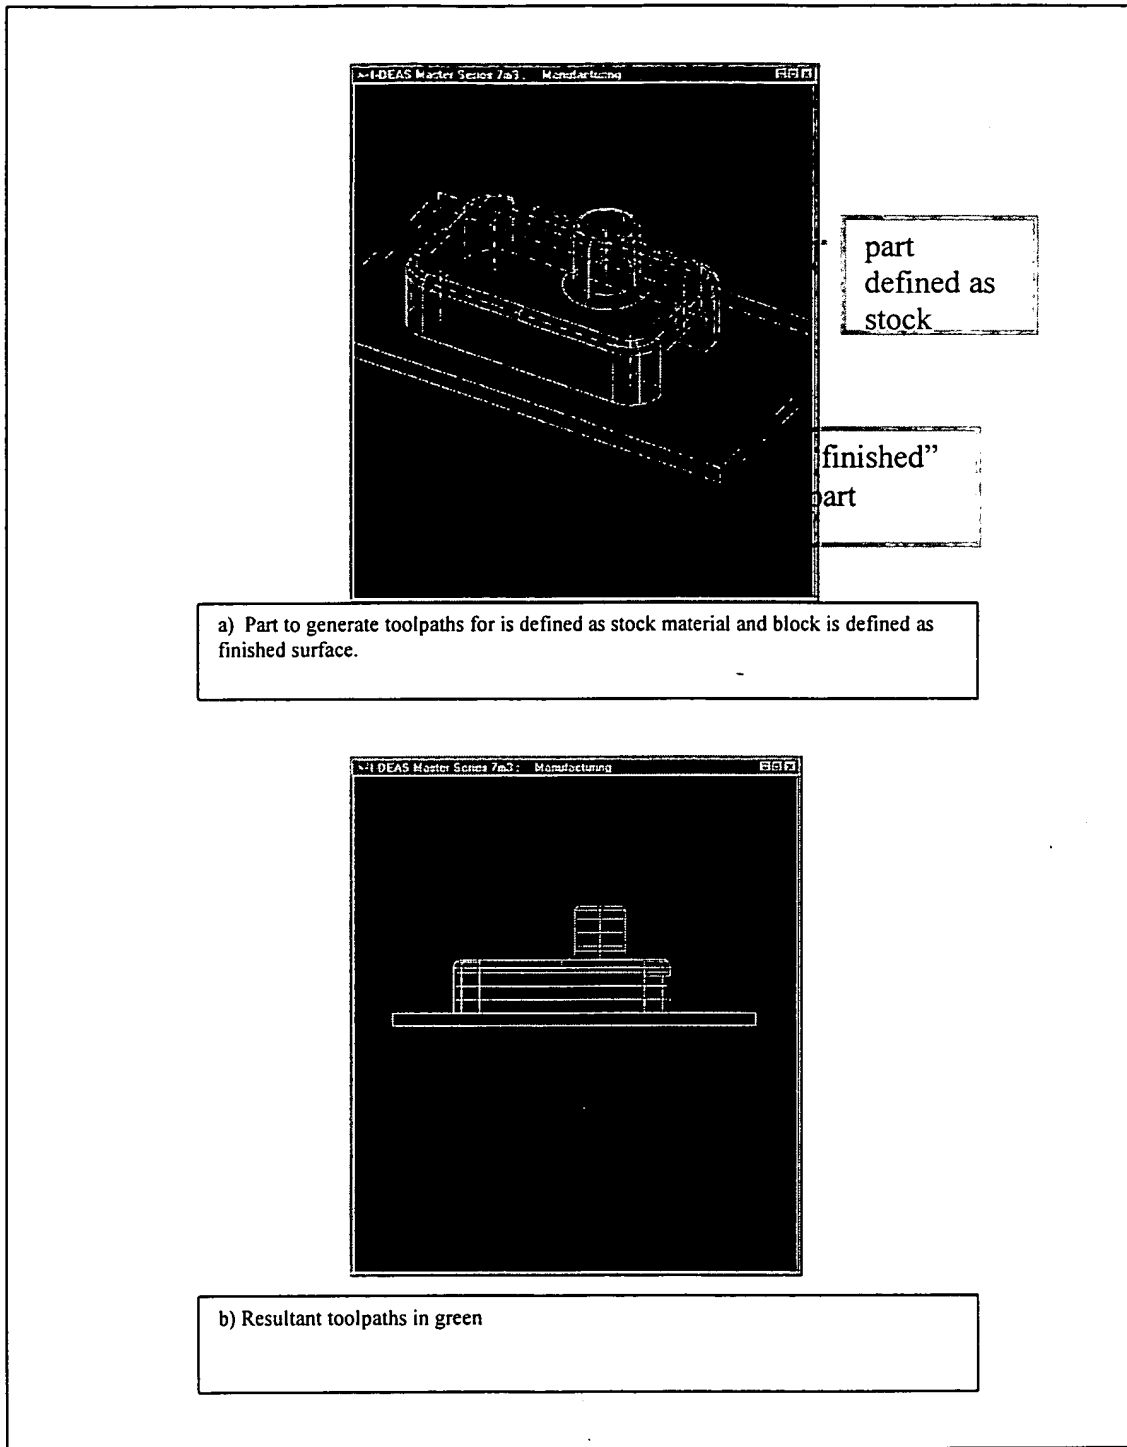 I-DEAS Master Series 7m3 : Manufacturing
part
defined as
stock
finished”
part
a) Part to generate toolpaths for is defined as stock material and block is defined as
finished surface.
I-DEAS Master Series 7m3 : Manufacturing
b) Resultant toolpaths in green